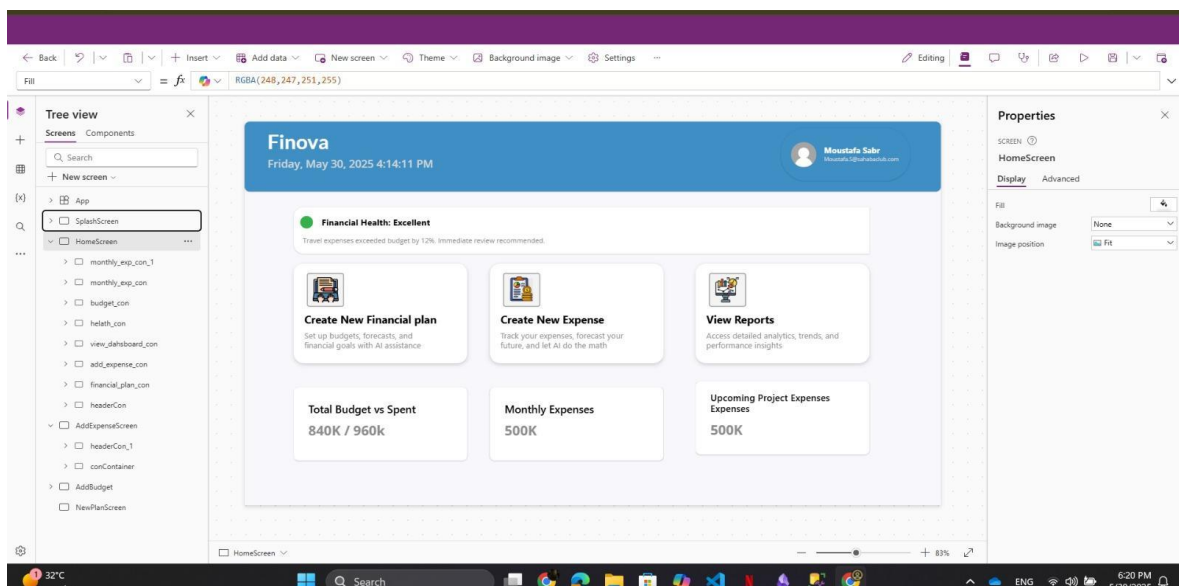 Back
Insert
Add data
New screen
Theme
Background image
Settings
...
Editing
Fill
= fx
RGBA(248,247,251,255)
Tree view
Screens Components
Search
+ New screen
App
SplashScreen
HomeScreen
...
monthly_exp_con_1
monthly_exp_con
budget_con
helath_con
view_dahsboard_con
add_expense_con
financial_plan_con
headerCon
AddExpenseScreen
headerCon_1
conContainer
AddBudget
NewPlanScreen
Finova
Friday, May 30, 2025 4:14:11 PM
Moustafa Sabr
Financial Health: Excellent
Travel expenses exceeded budget by 12%. Immediate review recommended.
Create New Financial plan
Set up budgets, forecasts, and
financial goals with AI assistance
Create New Expense
Track your expenses, forecast your
future, and let AI do the math
View Reports
Access detailed analytics, trends, and
performance insights
Total Budget vs Spent
840K / 960k
Monthly Expenses
500K
Upcoming Project Expenses
Expenses
500K
Properties
SCREEN
HomeScreen
Display Advanced
Fill
Background image None
Image position Fit
HomeScreen
83%
1
32°C
Search
ENG
6:20 PM